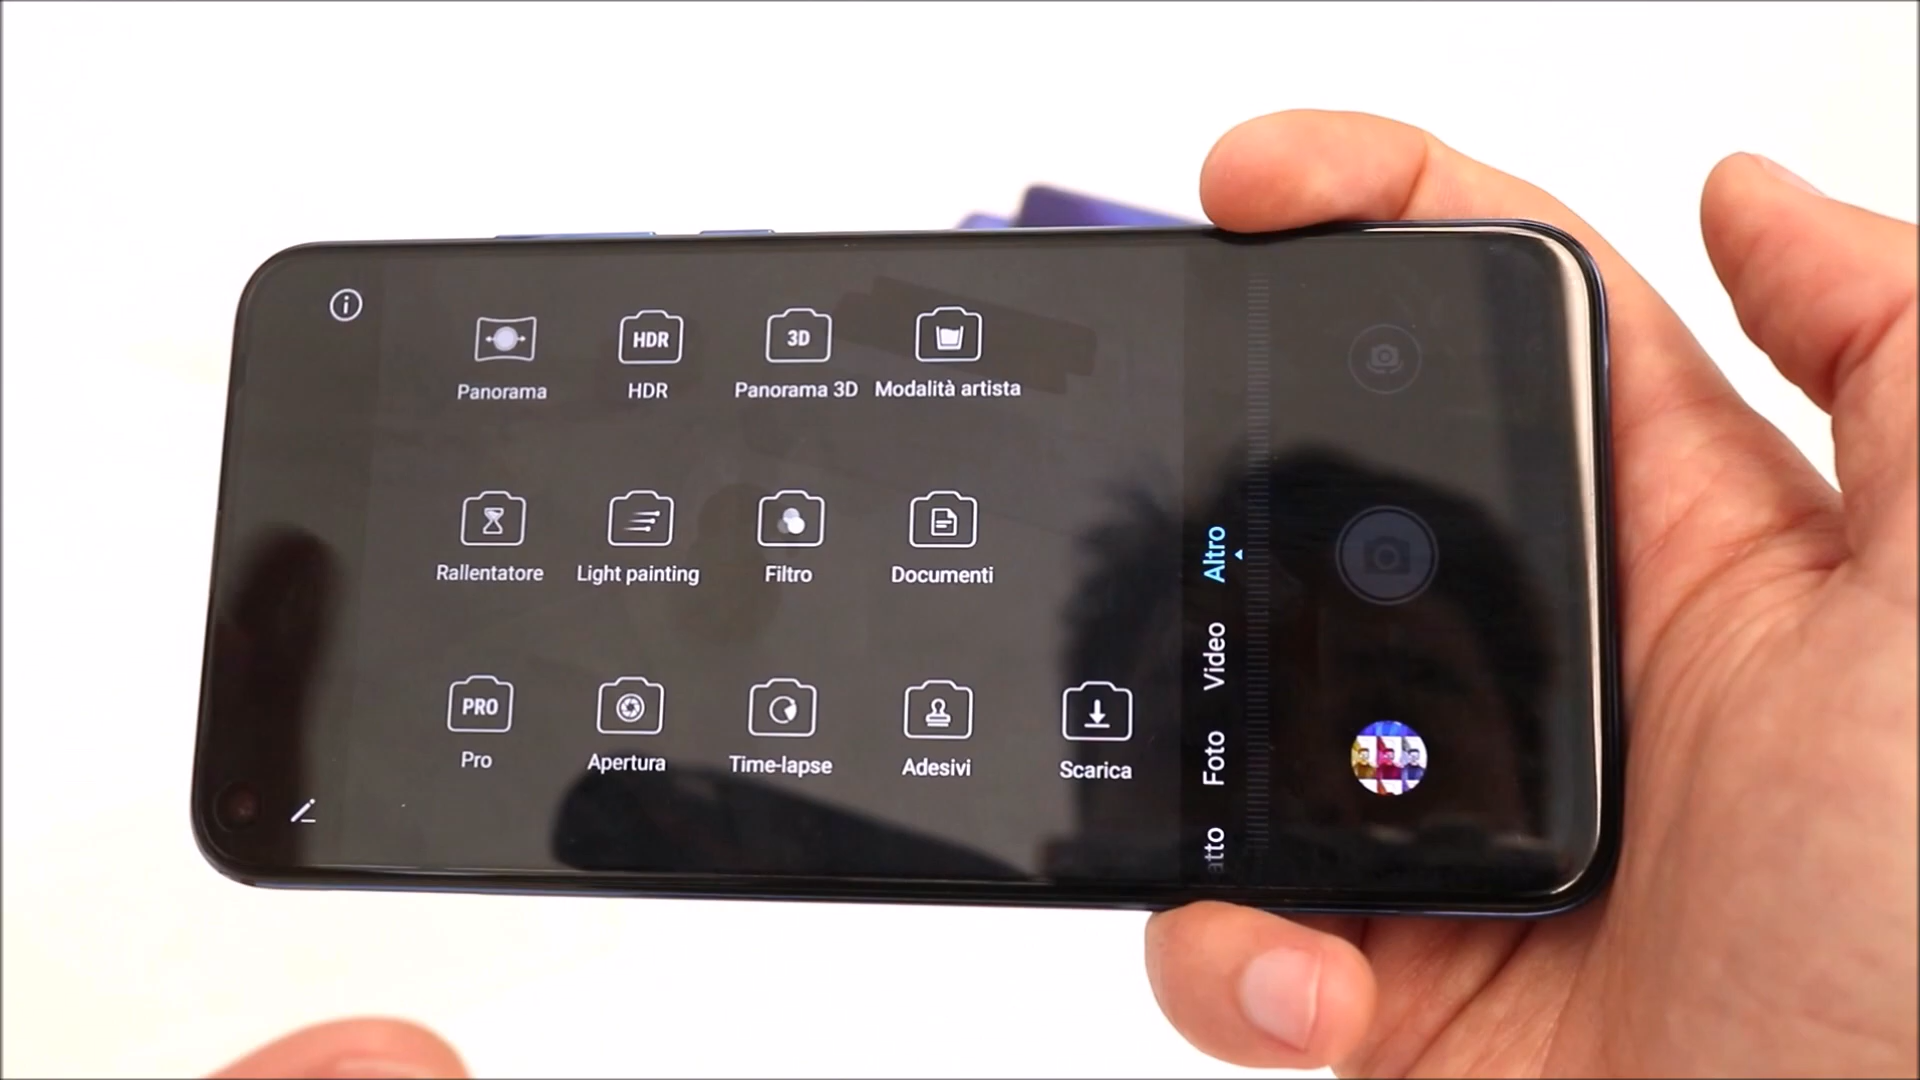 HDR
3D
Panorama
HDR
Panorama 3D
Modalità artista
Rallentatore
Light painting
Filtro
Documenti
PRO
Pro
Apertura
Time-lapse
Adesivi
Scarica
Altro
Video
Foto
atto